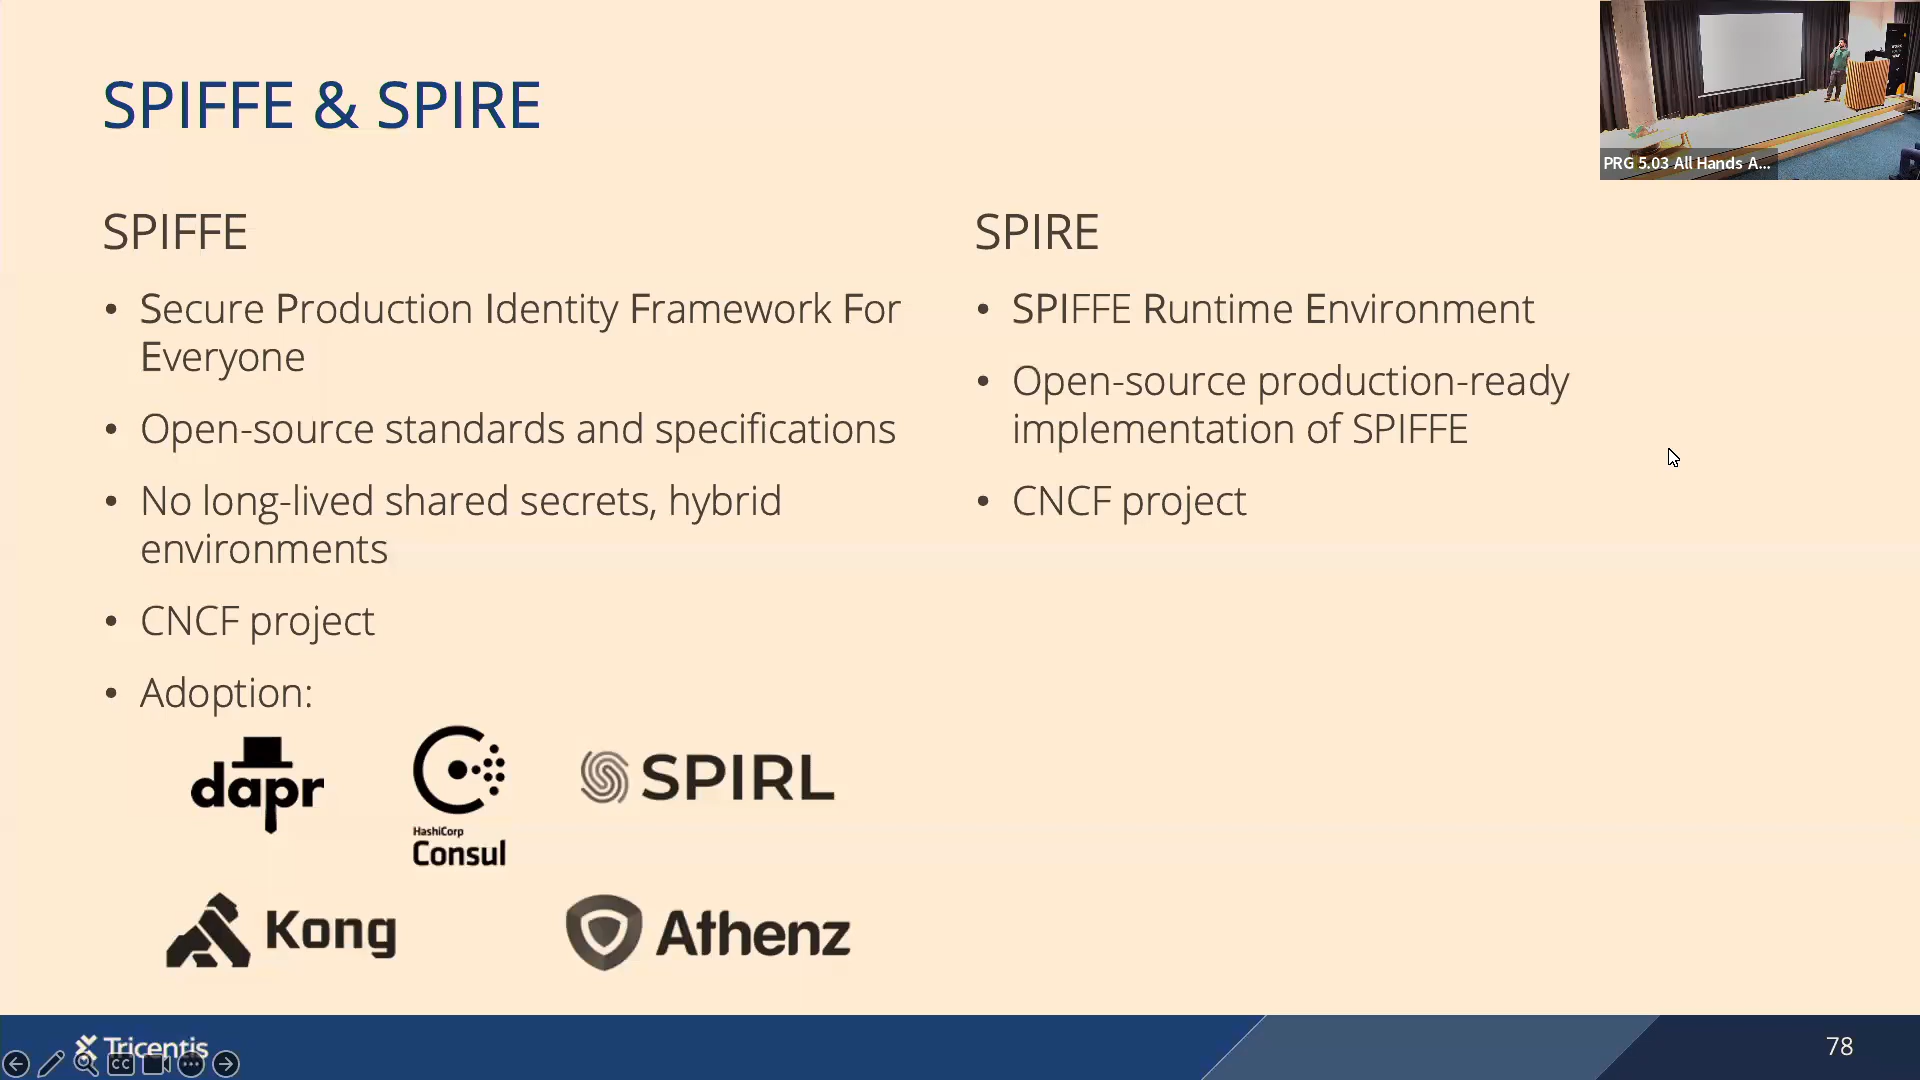 SPIFFE & SPIRE
PRG 5.03 All Hands A...
SPIFFE
• Secure Production Identity Framework For
Everyone
• Open-source standards and specifications
• No long-lived shared secrets, hybrid
environments
• CNCF project
• Adoption:
dapr
HashiCorp
Consul
SPIRL
Kong
Athenz
SPIRE
• SPIFFE Runtime Environment
• Open-source production-ready
implementation of SPIFFE
• CNCF project
Tricentis
CC
78